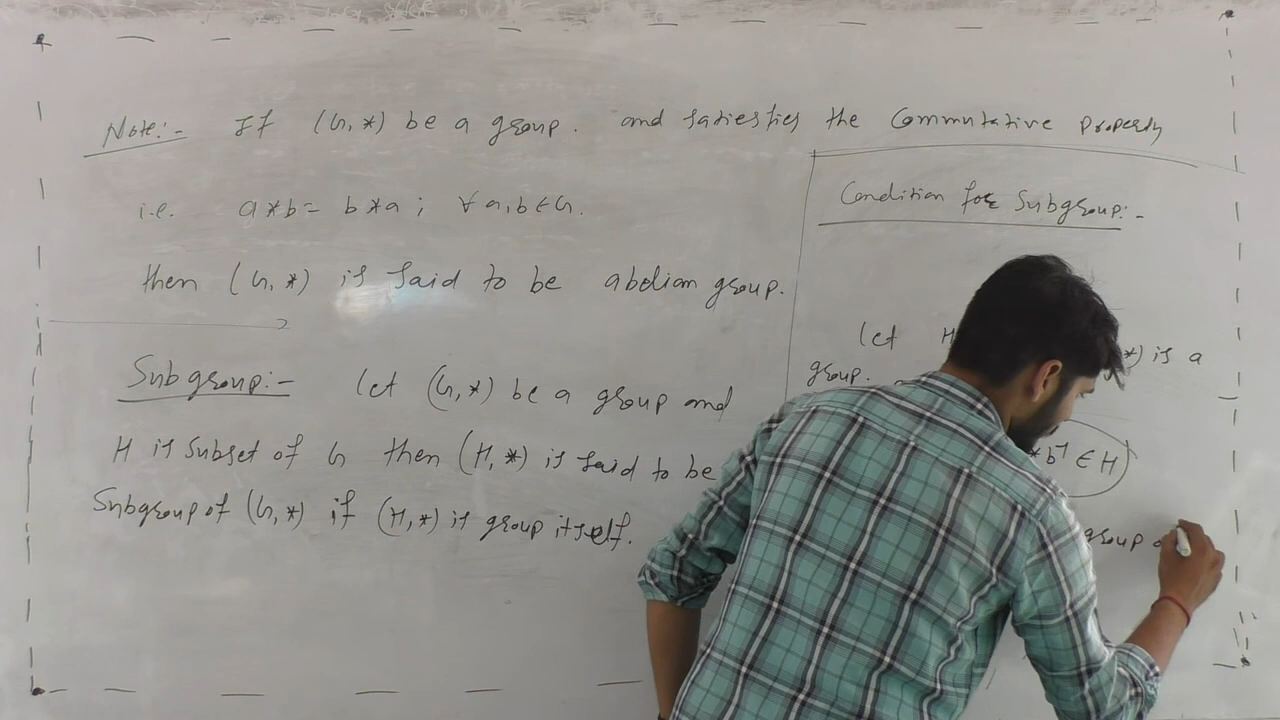 Note:- If (G, *) be a group. and satiesfies the Commutative Property
i.e. a * b = b * a ; ∀ a, b ∈ G.
then (G, *) is said to be abelian group.
Subgroup:- let (G, *) be a group and
H is subset of G then (H, *) is said to be
Subgroup of (G, *) if (H, *) is group itself.
Condition for Subgroup:-
let H *) is a
group.
* b⁻¹ ∈ H)
group